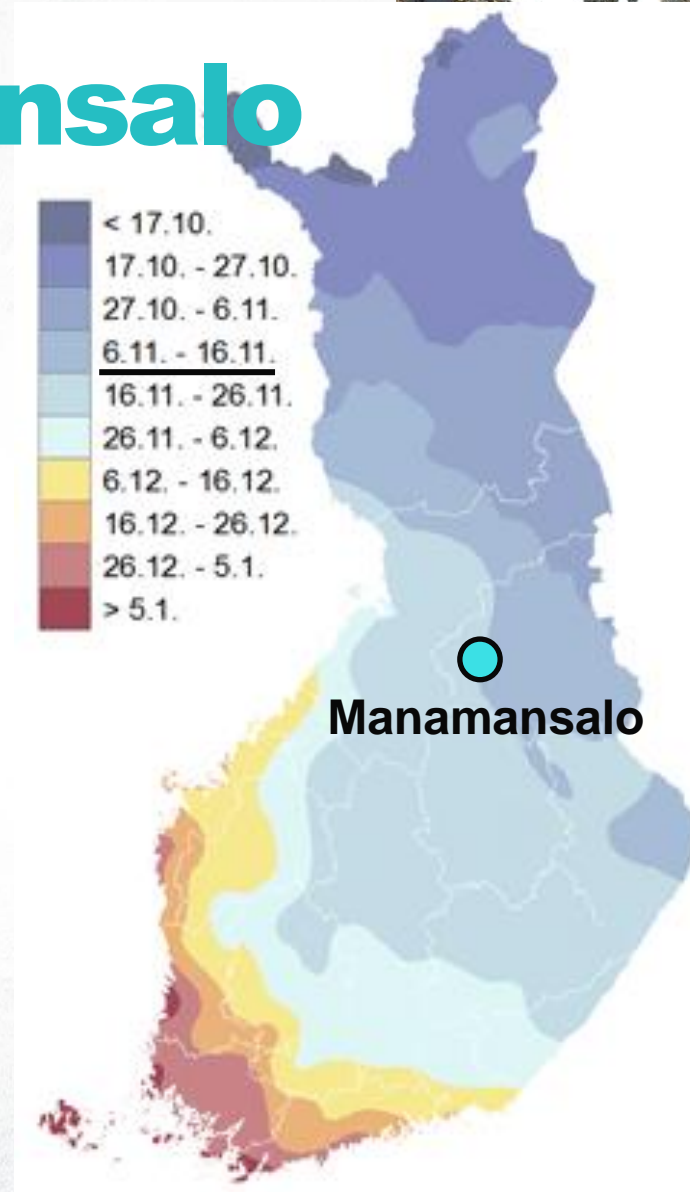 nsalo
< 17.10.
17.10. - 27.10.
27.10. - 6.11.
6.11. - 16.11.
16.11. - 26.11.
26.11. - 6.12.
6.12. - 16.12.
16.12. - 26.12.
26.12. - 5.1.
> 5.1.
Manamansalo